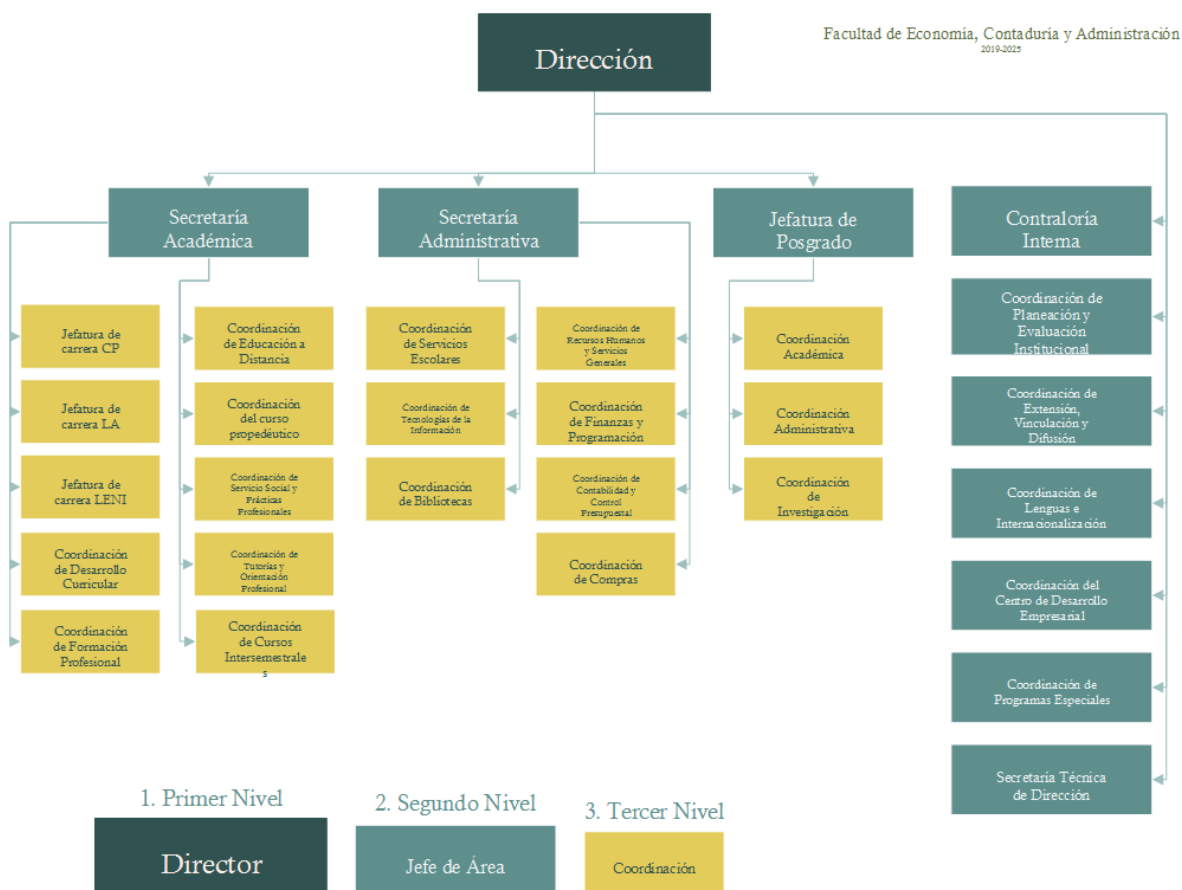 Facultad de Economía, Contaduría y Administración
2019-2025
Dirección
Secretaría
Académica
Secretaría
Administrativa
Jefatura de
Posgrado
Contraloría
Interna
Jefatura de
carrera CP
Jefatura de
carrera LA
Jefatura de
carrera LENI
Coordinación
de Desarrollo
Curricular
Coordinación
de Formación
Profesional
Coordinación
de Educación a
Distancia
Coordinación
del curso
propedéutico
Coordinación de
Servicio Social y
Prácticas
Profesionales
Coordinación de
Tutorías y
Orientación
Profesional
Coordinación
de Cursos
Intersemestrale
s
Coordinación
de Servicios
Escolares
Coordinación de
Tecnologías de la
Información
Coordinación
de Bibliotecas
Coordinación de
Recursos Humanos
y Servicios
Generales
Coordinación
de Finanzas y
Programación
Coordinación de
Contabilidad y
Control
Presupuestal
Coordinación
de Compras
Coordinación
Académica
Coordinación
Administrativa
Coordinación
de
Investigación
Coordinación de
Planeación y
Evaluación
Institucional
Coordinación de
Extensión,
Vinculación y
Difusión
Coordinación de
Lenguas e
Internacionalización
Coordinación del
Centro de Desarrollo
Empresarial
Coordinación de
Programas Especiales
Secretaría Técnica
de Dirección
1. Primer Nivel
Director
2. Segundo Nivel
Jefe de Área
3. Tercer Nivel
Coordinación